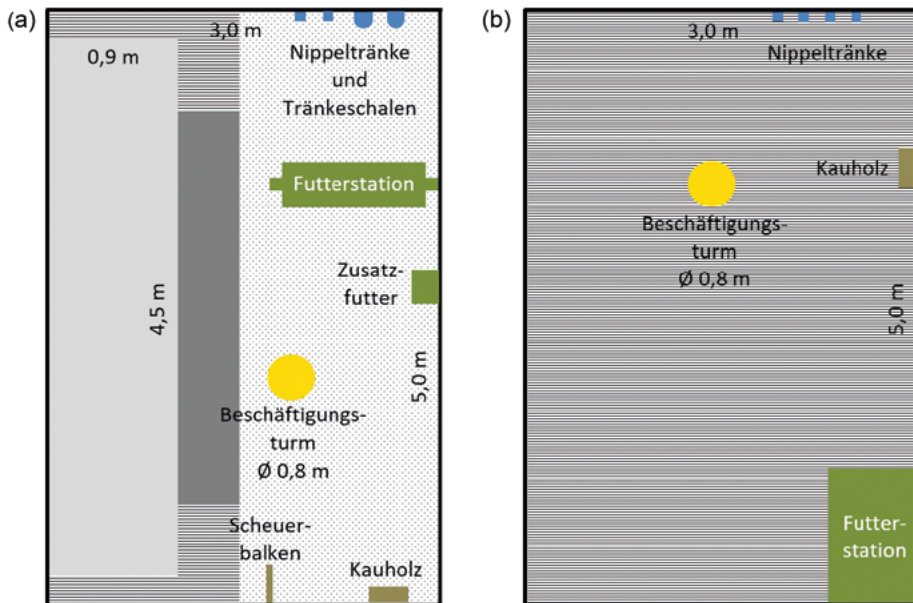 (a)
3,0 m
0,9 m
Nippeltränke
und
Tränkeschalen
Futterstation
Zusatz-
futter
4,5 m
5,0 m
Beschäftigungs-
turm
Ø 0,8 m
Scheuer-
balken
Kauholz
(b)
3,0 m
Nippeltränke
Kauholz
Beschäftigungs-
turm
Ø 0,8 m
5,0 m
Futter-
station